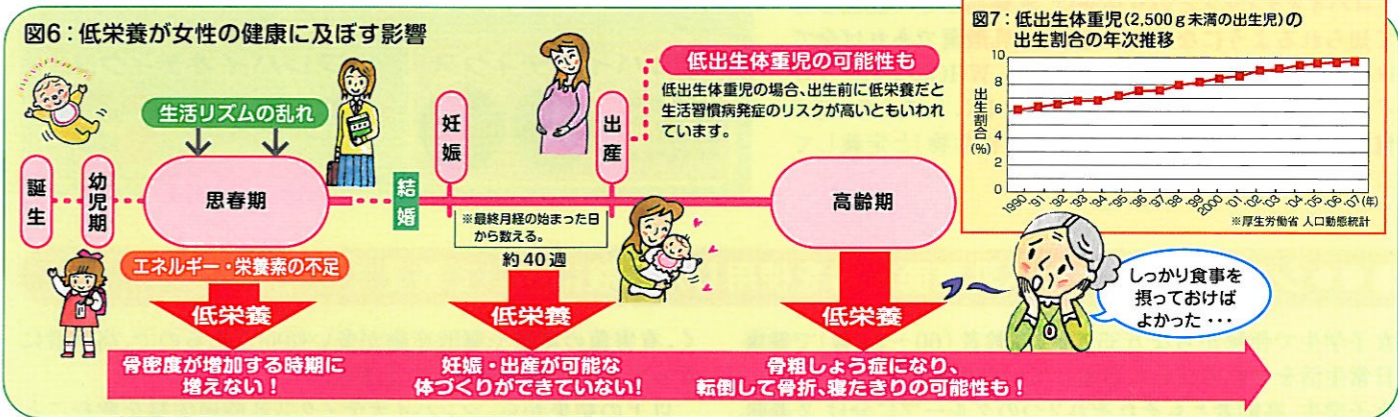 図6:低栄養が女性の健康に及ぼす影響
誕生
幼児期
生活リズムの乱れ
思春期
エネルギー・栄養素の不足
結婚
妊娠
出産
※最終月経の始まった日
から数える。
約40週
低出生体重児の可能性も
低出生体重児の場合、出生前に低栄養だと
生活習慣病発症のリスクが高いともいわれ
ています。
高齢期
低栄養
低栄養
低栄養
骨密度が増加する時期に
増えない!
妊娠・出産が可能な
体づくりができていない!
骨粗しょう症になり、
転倒して骨折、寝たきりの可能性も!
図7:低出生体重児(2,500g未満の出生児)の
出生割合の年次推移
出生割合(%)
10
8
6
4
2
0
1990 '91 '92 '93 '94 '95 '96 '97 '98 '99 2000 '01 '02 '03 '04 '05 '06 '07(年)
※厚生労働省 人口動態統計
しっかり食事を
摂っておけば
よかった・・・